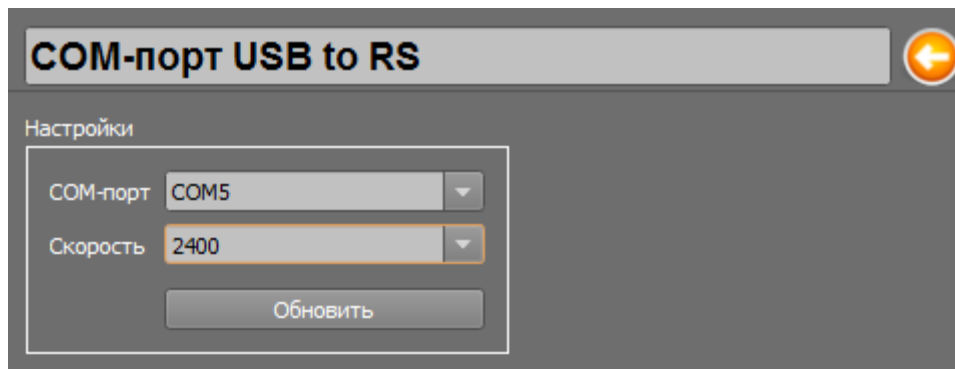 COM-порт USB to RS
Настройки
COM-порт COM5
Скорость 2400
Обновить